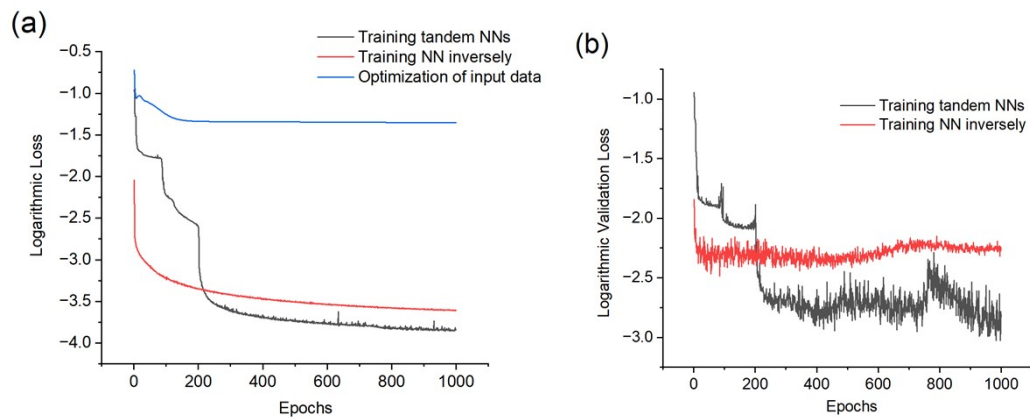 (a)
Training tandem NNs
Training NN inversely
Optimization of input data
Logarithmic Loss
−0.5
−1.0
−1.5
−2.0
−2.5
−3.0
−3.5
−4.0
0 200 400 600 800 1000
Epochs
(b)
Training tandem NNs
Training NN inversely
Logarithmic Validation Loss
−1.0
−1.5
−2.0
−2.5
−3.0
0 200 400 600 800 1000
Epochs